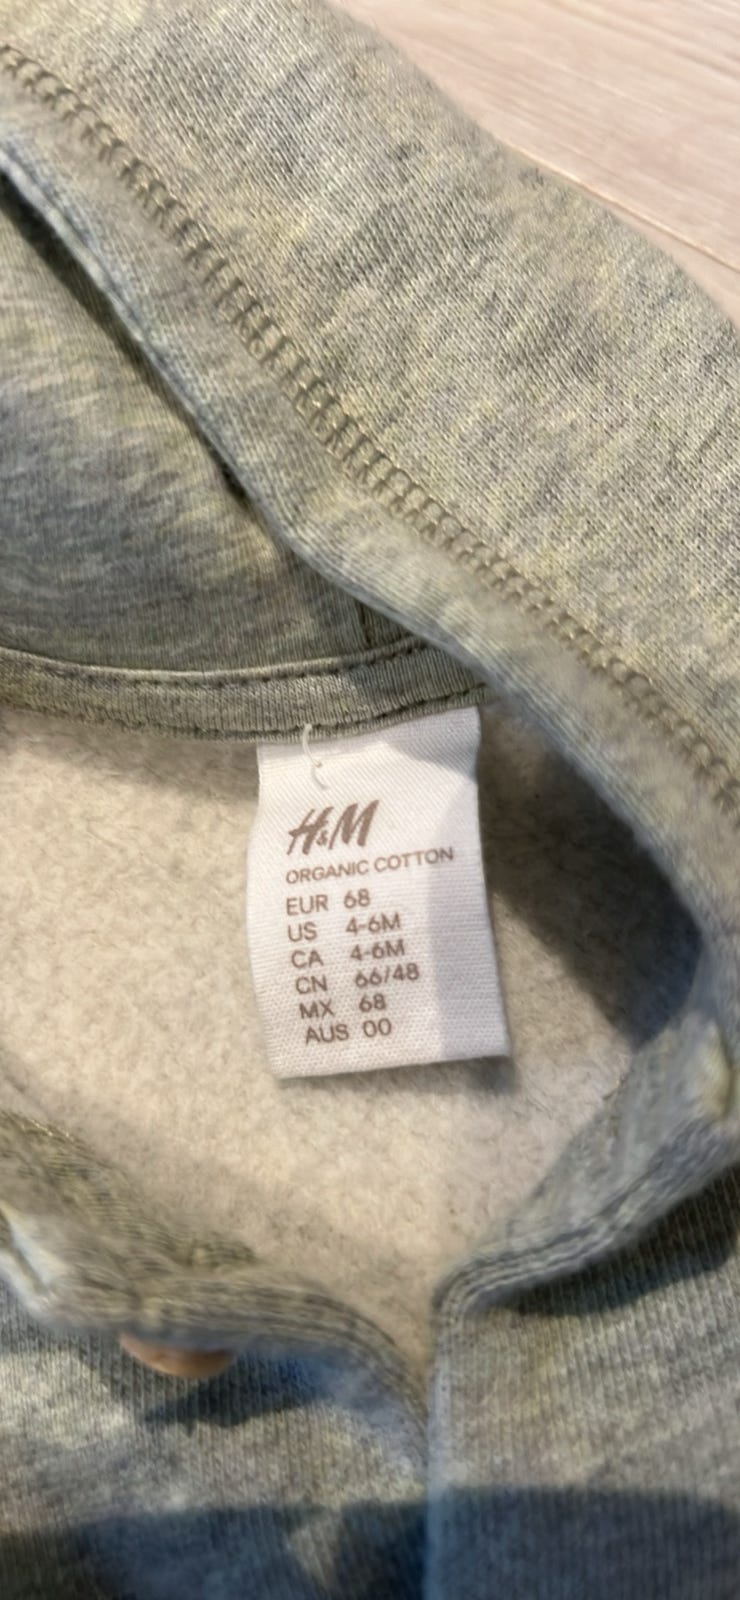 H&M
ORGANIC COTTON
EUR 68
US 4-6M
CA 4-6M
CN 66/48
MX 68
AUS 00